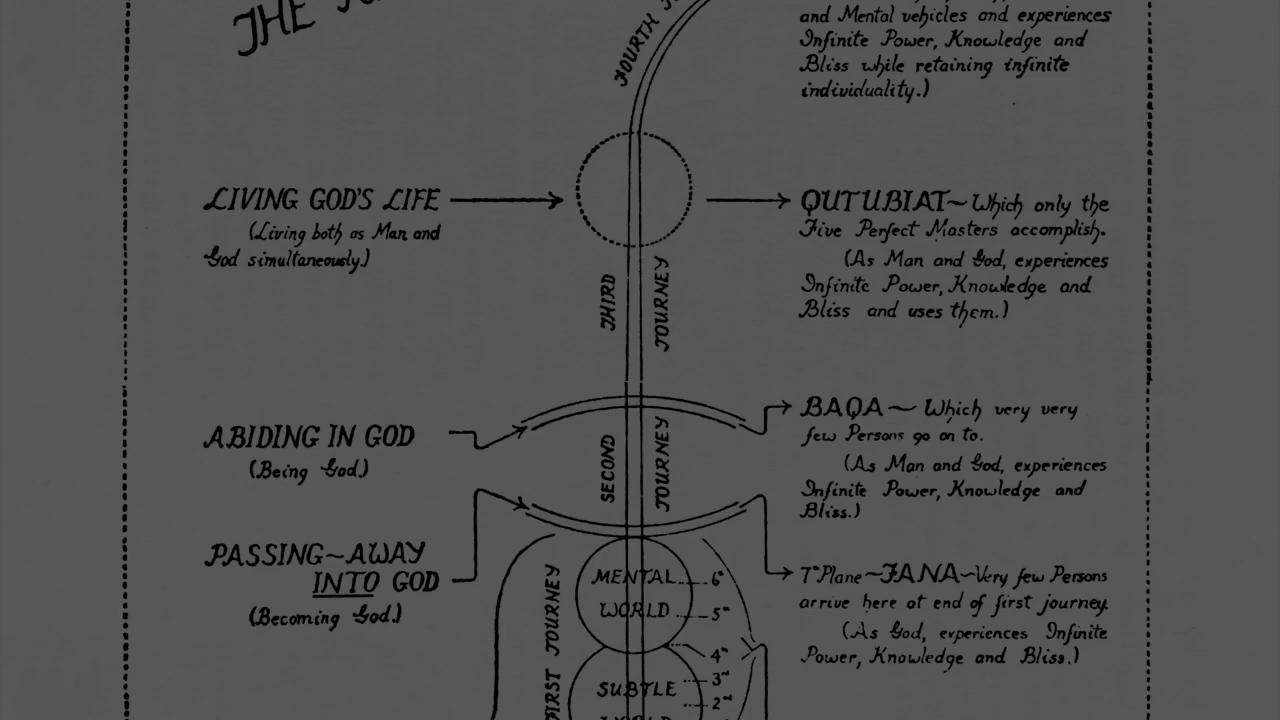 THE
FOURTH
and Mental vehicles and experiences
Infinite Power, Knowledge and
Bliss while retaining infinite
individuality.)
LIVING GOD'S LIFE
(Living both as Man and
God simultaneously.)
QUTUBIAT~Which only the
Five Perfect Masters accomplish.
(As Man and God, experiences
Infinite Power, Knowledge and
Bliss and uses them.)
THIRD
JOURNEY
ABIDING IN GOD
(Being God.)
BAQA~ Which very very
few Persons go on to.
(As Man and God, experiences
Infinite Power, Knowledge and
Bliss.)
SECOND
JOURNEY
PASSING~AWAY
INTO GOD
(Becoming God.)
7th Plane~FANA~Very few Persons
arrive here at end of first journey.
(As God, experiences Infinite
Power, Knowledge and Bliss.)
FIRST JOURNEY
MENTAL 6th
WORLD 5th
4th
SUBTLE 3rd
2nd
WORLD